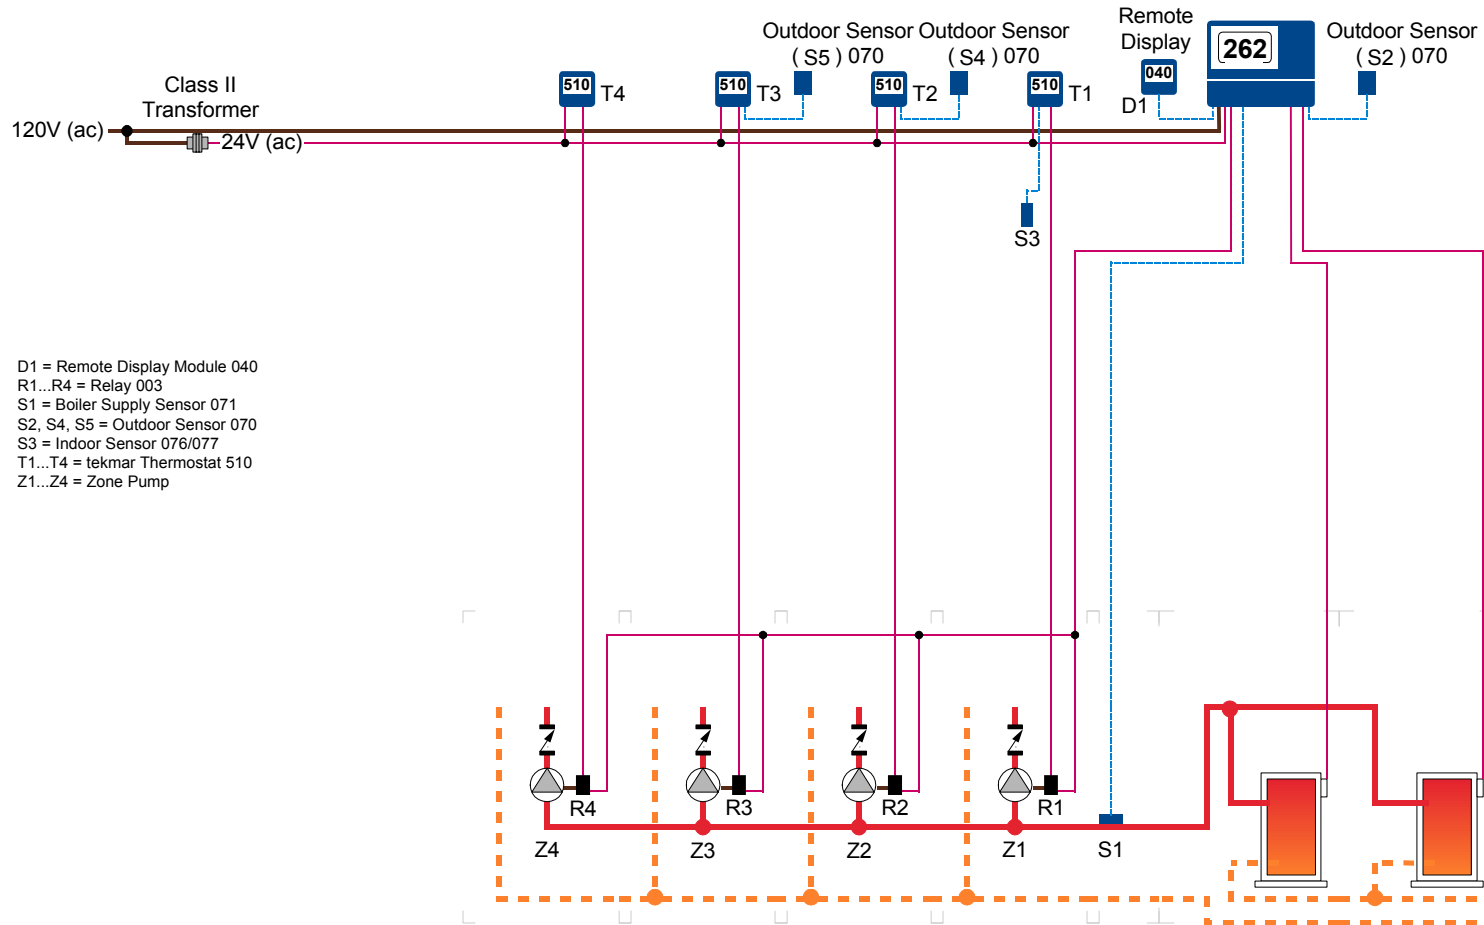 Remote
Display
Outdoor Sensor
( S5 ) 070
Outdoor Sensor
( S4 ) 070
262
Outdoor Sensor
( S2 ) 070
Class II
Transformer
510
T4
510
T3
510
T2
510
T1
040
D1
120V (ac)
24V (ac)
S3
D1 = Remote Display Module 040
R1...R4 = Relay 003
S1 = Boiler Supply Sensor 071
S2, S4, S5 = Outdoor Sensor 070
S3 = Indoor Sensor 076/077
T1...T4 = tekmar Thermostat 510
Z1...Z4 = Zone Pump
R4
R3
R2
R1
Z4
Z3
Z2
Z1
S1